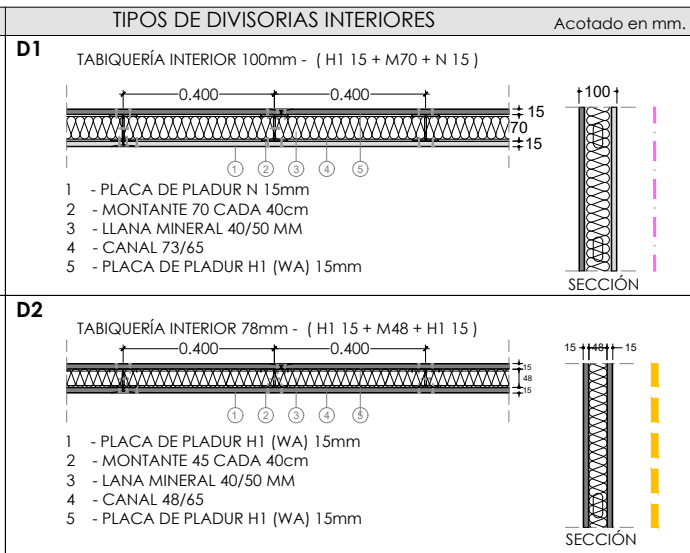 TIPOS DE DIVISORIAS INTERIORES
Acotado en mm.
D1
TABIQUERÍA INTERIOR 100mm - ( H1 15 + M70 + N 15 )
0.400
0.400
15
70
15
100
1 2 3 4 5
1 - PLACA DE PLADUR N 15mm
2 - MONTANTE 70 CADA 40cm
3 - LLANA MINERAL 40/50 MM
4 - CANAL 73/65
5 - PLACA DE PLADUR H1 (WA) 15mm
SECCIÓN
D2
TABIQUERÍA INTERIOR 78mm - ( H1 15 + M48 + H1 15 )
0.400
0.400
15
48
15
15 48 15
1 2 3 4 5
1 - PLACA DE PLADUR H1 (WA) 15mm
2 - MONTANTE 45 CADA 40cm
3 - LANA MINERAL 40/50 MM
4 - CANAL 48/65
5 - PLACA DE PLADUR H1 (WA) 15mm
SECCIÓN